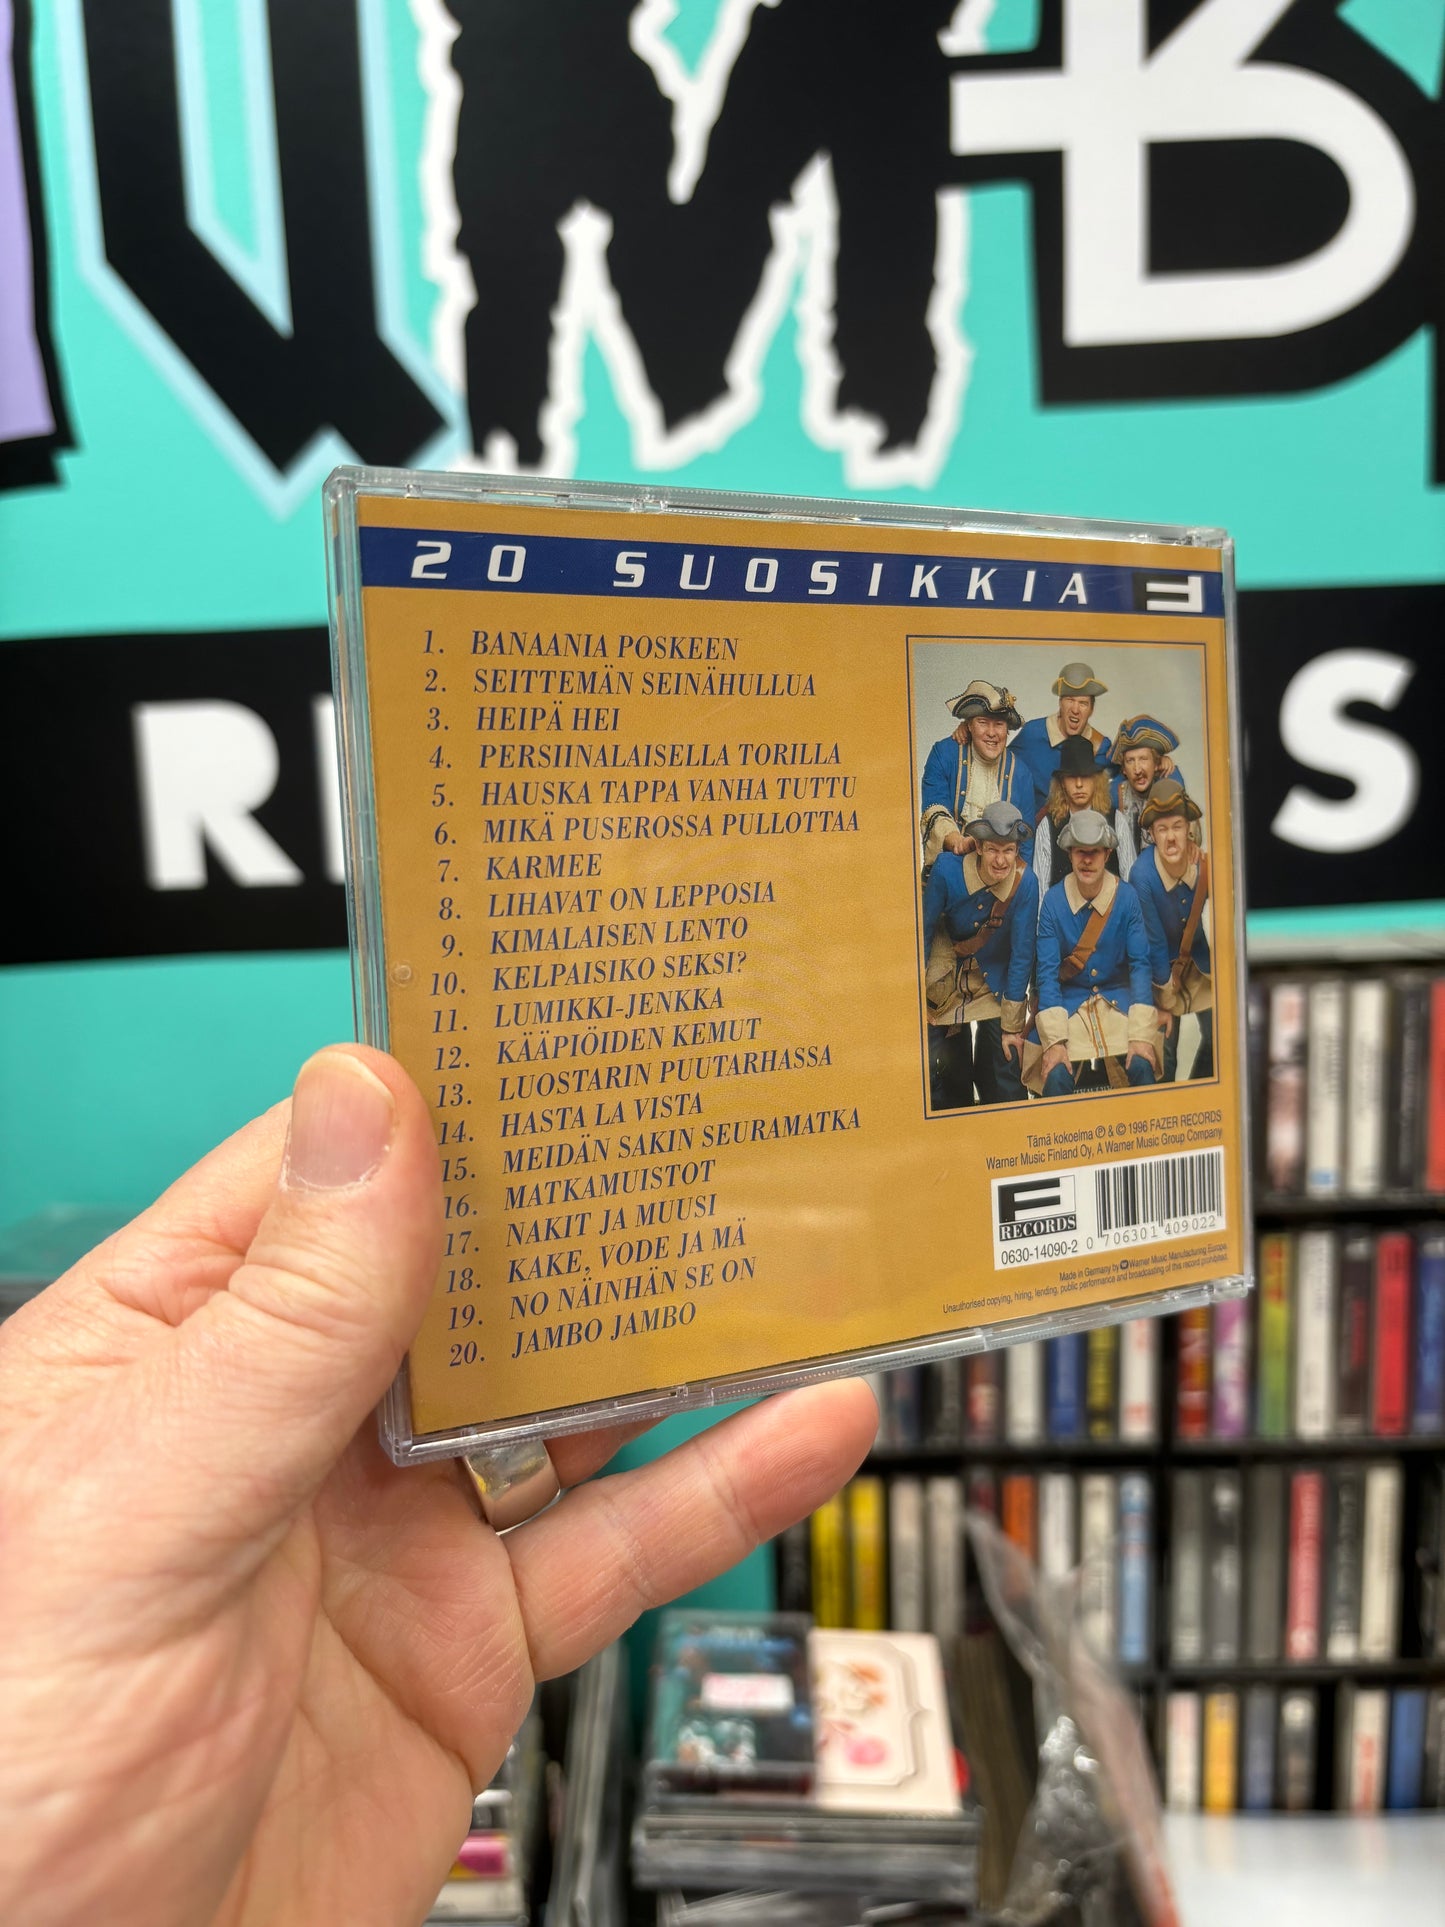 UMB
RE
DS
20 SUOSIKKIA F
1. BANAANIA POSKEEN
2. SEITTEMÄN SEINÄHULLUA
3. HEIPÄ HEI
4. PERSIINALAISELLA TORILLA
5. HAUSKA TAPPA VANHA TUTTU
6. MIKÄ PUSEROSSA PULLOTTAA
7. KARMEE
8. LIHAVAT ON LEPPOSIA
9. KIMALAISEN LENTO
10. KELPAISIKO SEKSI?
11. LUMIKKI-JENKKA
12. KÄÄPIÖIDEN KEMUT
13. LUOSTARIN PUUTARHASSA
14. HASTA LA VISTA
15. MEIDÄN SAKIN SEURAMATKA
16. MATKAMUISTOT
17. NAKIT JA MUUSI
18. KAKE, VODE JA MÄ
19. NO NÄINHÄN SE ON
20. JAMBO JAMBO
Tämä kokoelma ℗ & © 1996 FAZER RECORDS
Warner Music Finland Oy, A Warner Music Group Company
F RECORDS
0630-14090-2
0 706301 409022
Made in Germany by Warner Music Manufacturing Europe
Unauthorised copying, hiring, lending, public performance and broadcasting of this record prohibited.